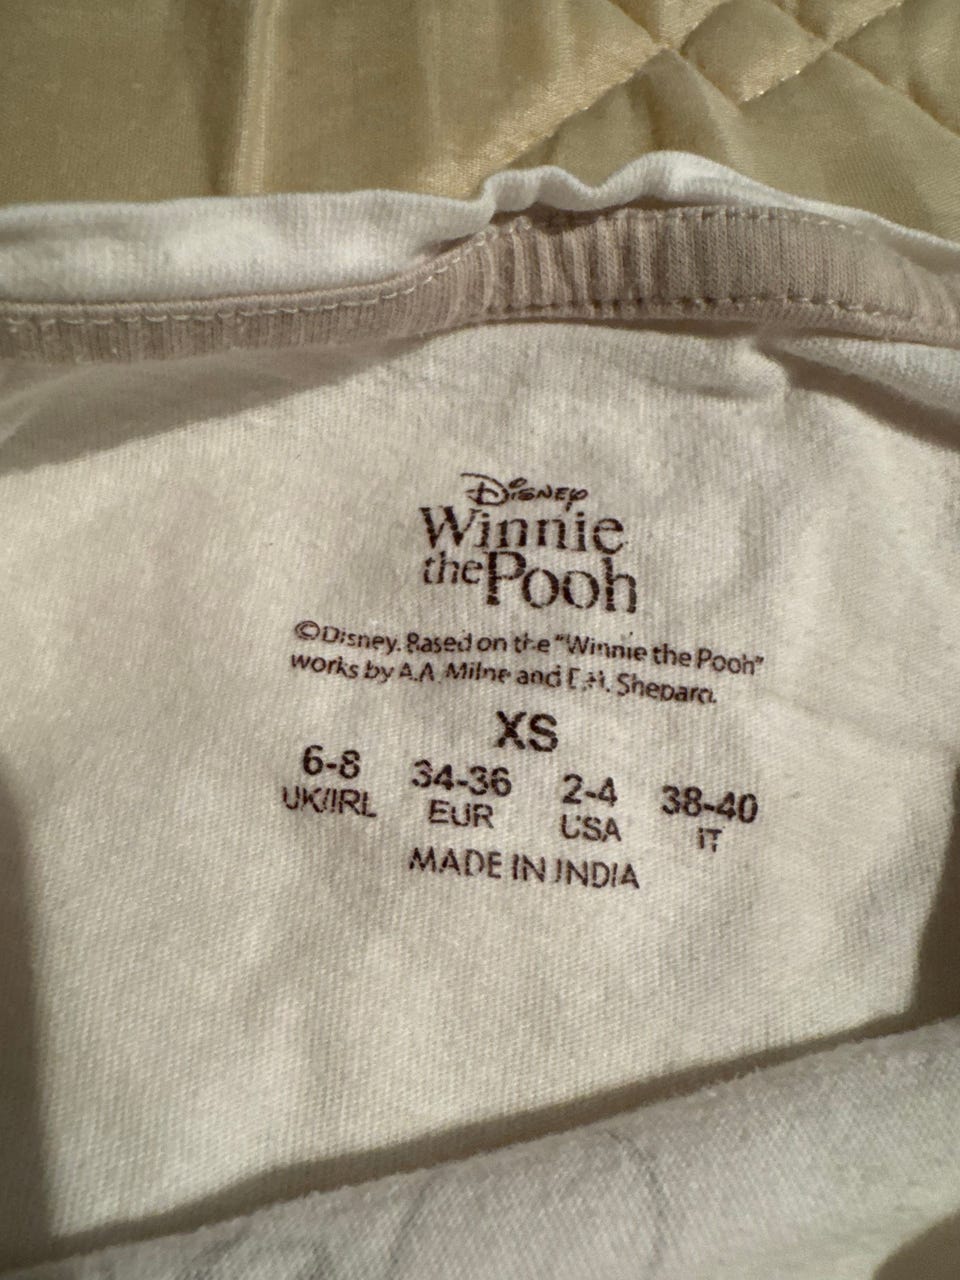 Disney
Winnie
the Pooh
©Disney. Based on the "Winnie the Pooh"
works by A.A. Milne and E.H. Shepard.
XS
6-8 34-36 2-4 38-40
UK/IRL EUR USA IT
MADE IN INDIA